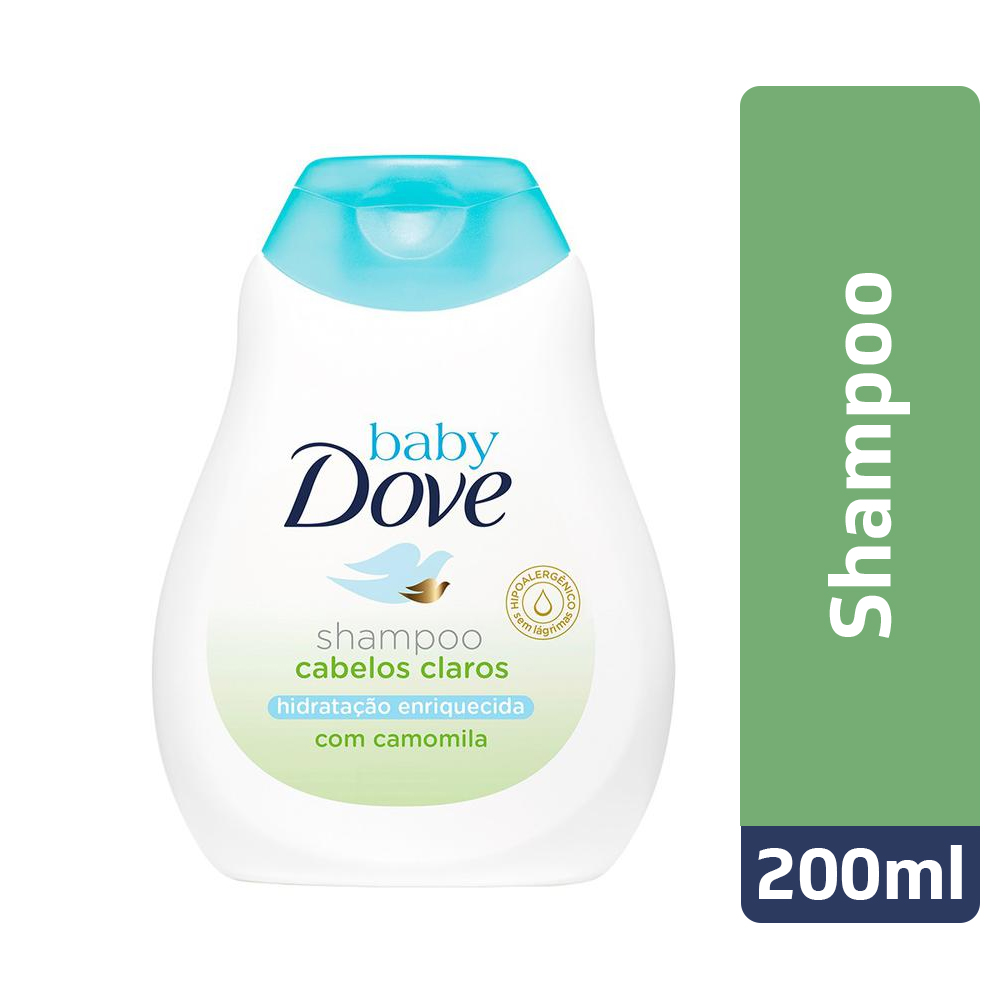 baby
Dove
HIPOALERGÊNICO
sem lágrimas
shampoo
cabelos claros
hidratação enriquecida
com camomila
Shampoo
200ml